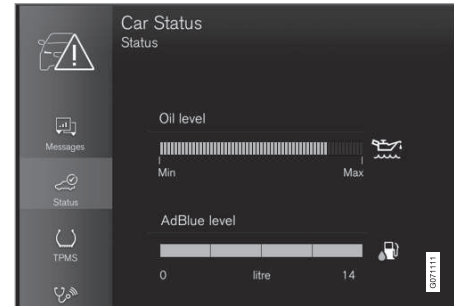 Car Status
Status
Messages
Status
TPMS
Oil level
Min Max
AdBlue level
0 litre 14
G071111